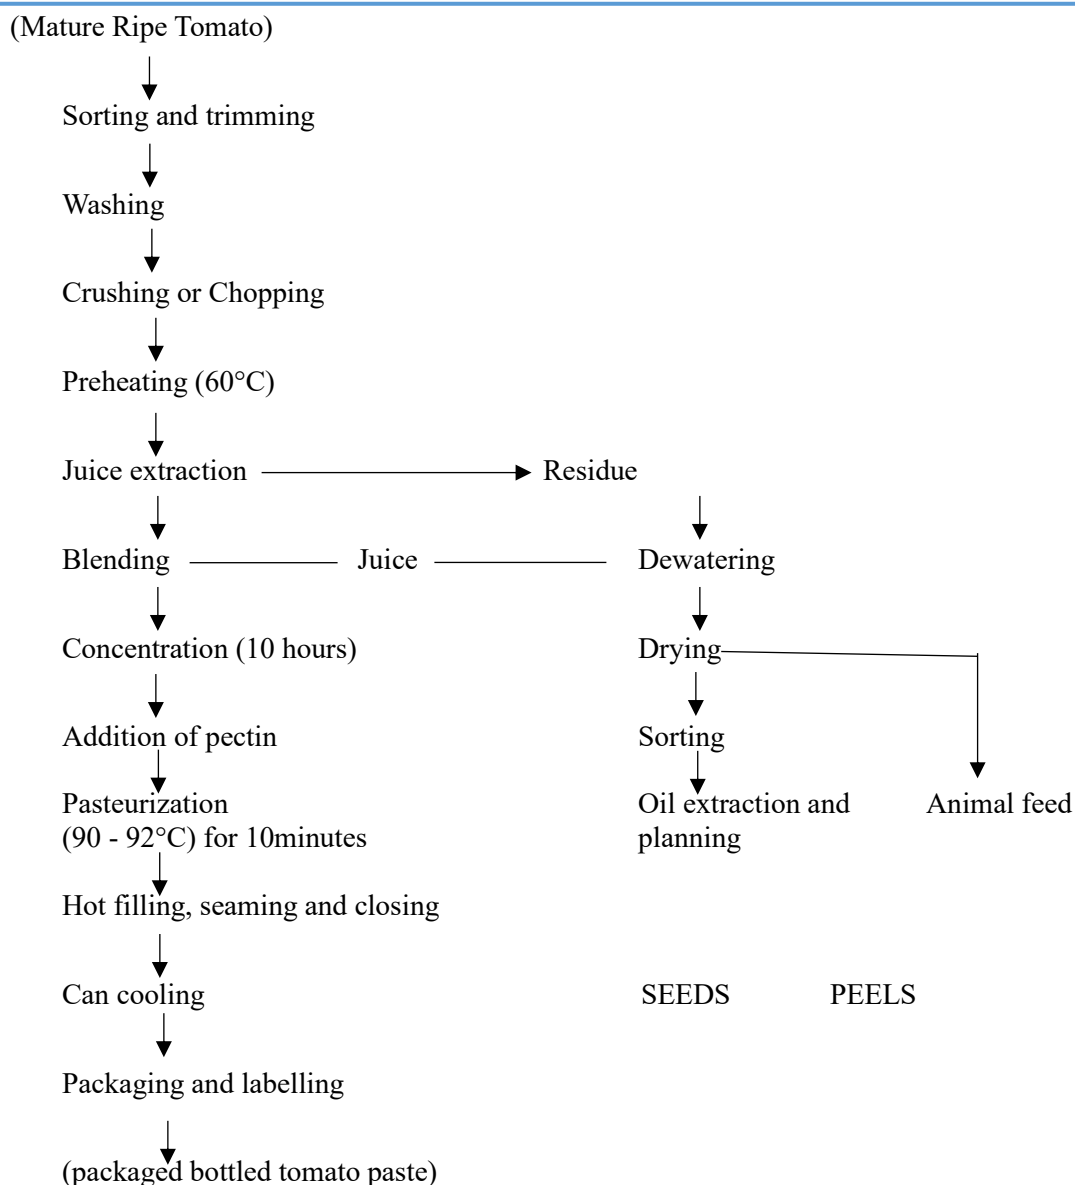 (Mature Ripe Tomato)
Sorting and trimming
Washing
Crushing or Chopping
Preheating (60°C)
Juice extraction Residue
Blending Juice Dewatering
Concentration (10 hours) Drying
Addition of pectin Sorting
Pasteurization Oil extraction and Animal feed
(90 - 92°C) for 10minutes planning
Hot filling, seaming and closing
Can cooling SEEDS PEELS
Packaging and labelling
(packaged bottled tomato paste)